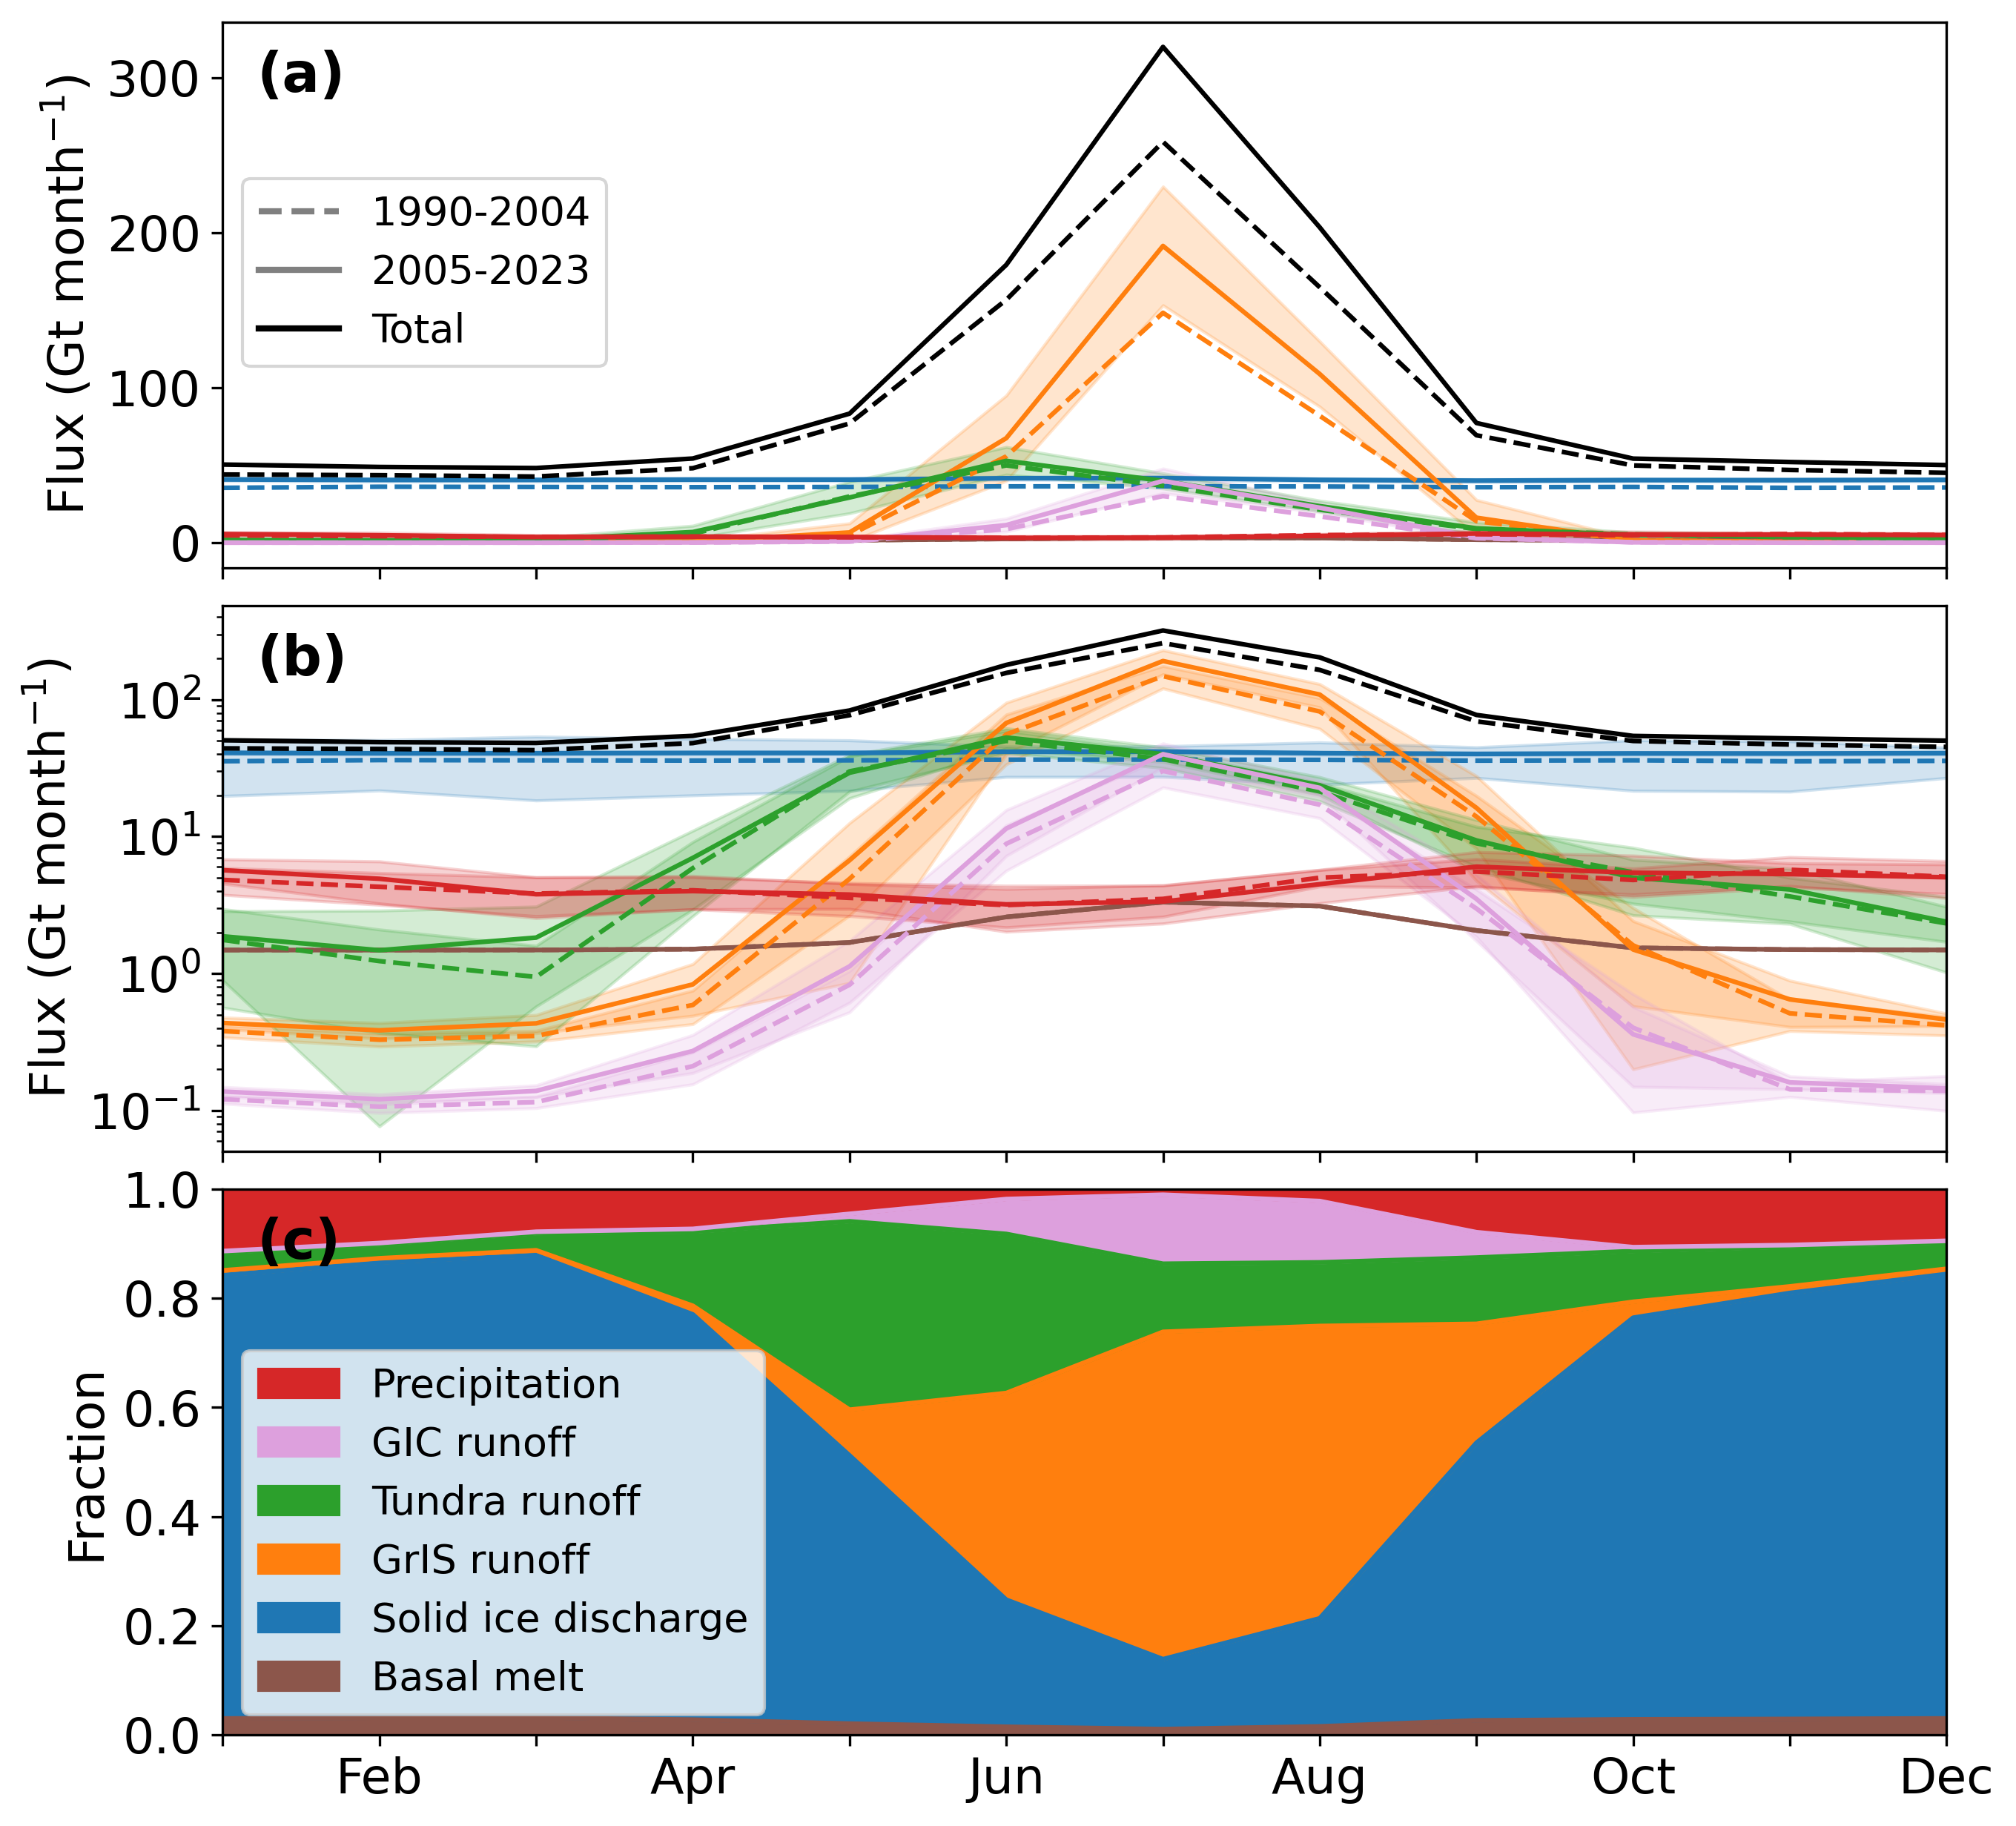 (a)
Flux (Gt month⁻¹)
300
200
100
0
1990-2004
2005-2023
Total
(b)
Flux (Gt month⁻¹)
10²
10¹
10⁰
10⁻¹
(c)
Fraction
1.0
0.8
0.6
0.4
0.2
0.0
Precipitation
GIC runoff
Tundra runoff
GrIS runoff
Solid ice discharge
Basal melt
Feb Apr Jun Aug Oct Dec